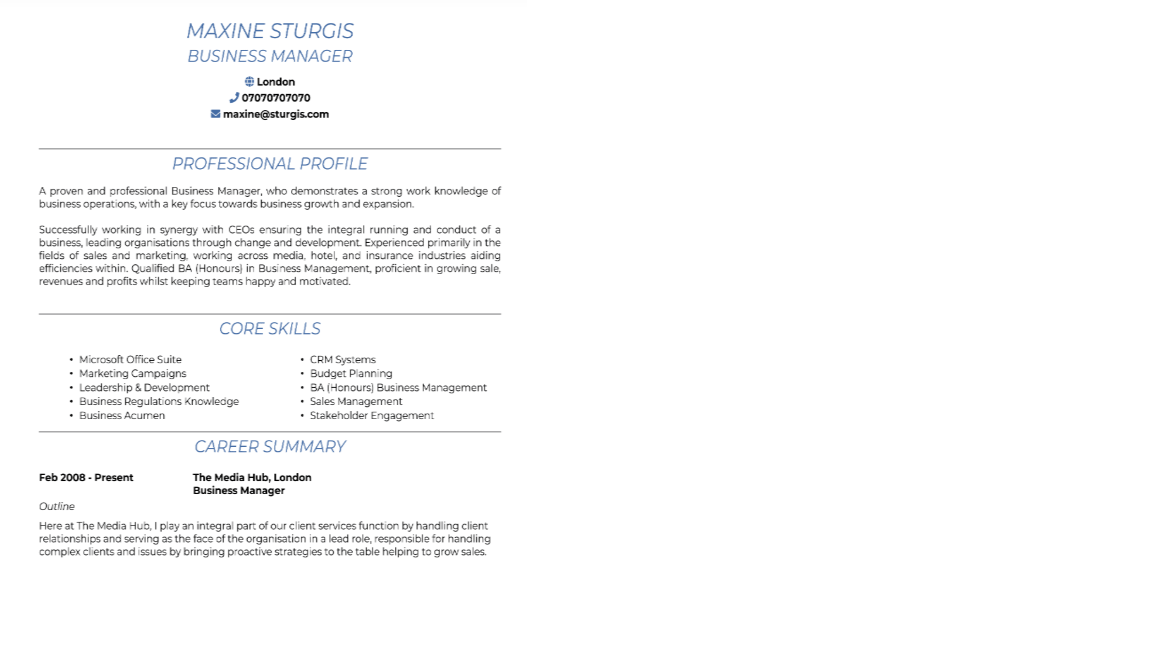 MAXINE STURGIS
BUSINESS MANAGER
London
07070707070
maxine@sturgis.com
PROFESSIONAL PROFILE
A proven and professional Business Manager, who demonstrates a strong work knowledge of
business operations, with a key focus towards business growth and expansion.
Successfully working in synergy with CEOs ensuring the integral running and conduct of a
business, leading organisations through change and development. Experienced primarily in the
fields of sales and marketing, working across media, hotel, and insurance industries aiding
efficiencies within. Qualified BA (Honours) in Business Management, proficient in growing sale,
revenues and profits whilst keeping teams happy and motivated.
CORE SKILLS
• Microsoft Office Suite
• Marketing Campaigns
• Leadership & Development
• Business Regulations Knowledge
• Business Acumen
• CRM Systems
• Budget Planning
• BA (Honours) Business Management
• Sales Management
• Stakeholder Engagement
CAREER SUMMARY
Feb 2008 - Present The Media Hub, London
Business Manager
Outline
Here at The Media Hub, I play an integral part of our client services function by handling client
relationships and serving as the face of the organisation in a lead role, responsible for handling
complex clients and issues by bringing proactive strategies to the table helping to grow sales.